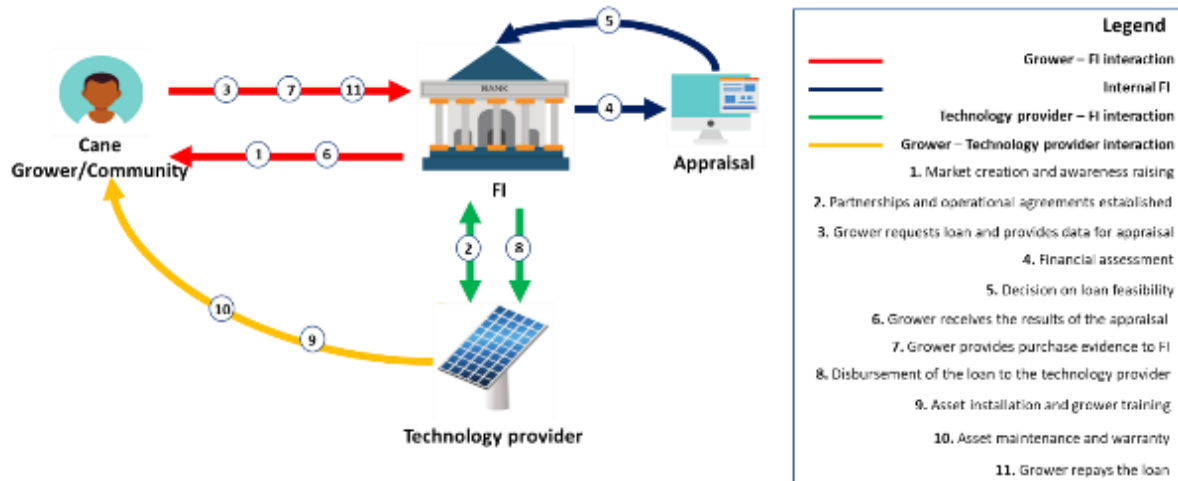 5
BANK
3
7
11
4
1
6
Cane
Grower/Community
FI
Appraisal
2
8
10
9
Technology provider
Legend
Grower – FI interaction
Internal FI
Technology provider – FI interaction
Grower – Technology provider interaction
1. Market creation and awareness raising
2. Partnerships and operational agreements established
3. Grower requests loan and provides data for appraisal
4. Financial assessment
5. Decision on loan feasibility
6. Grower receives the results of the appraisal
7. Grower provides purchase evidence to FI
8. Disbursement of the loan to the technology provider
9. Asset installation and grower training
10. Asset maintenance and warranty
11. Grower repays the loan